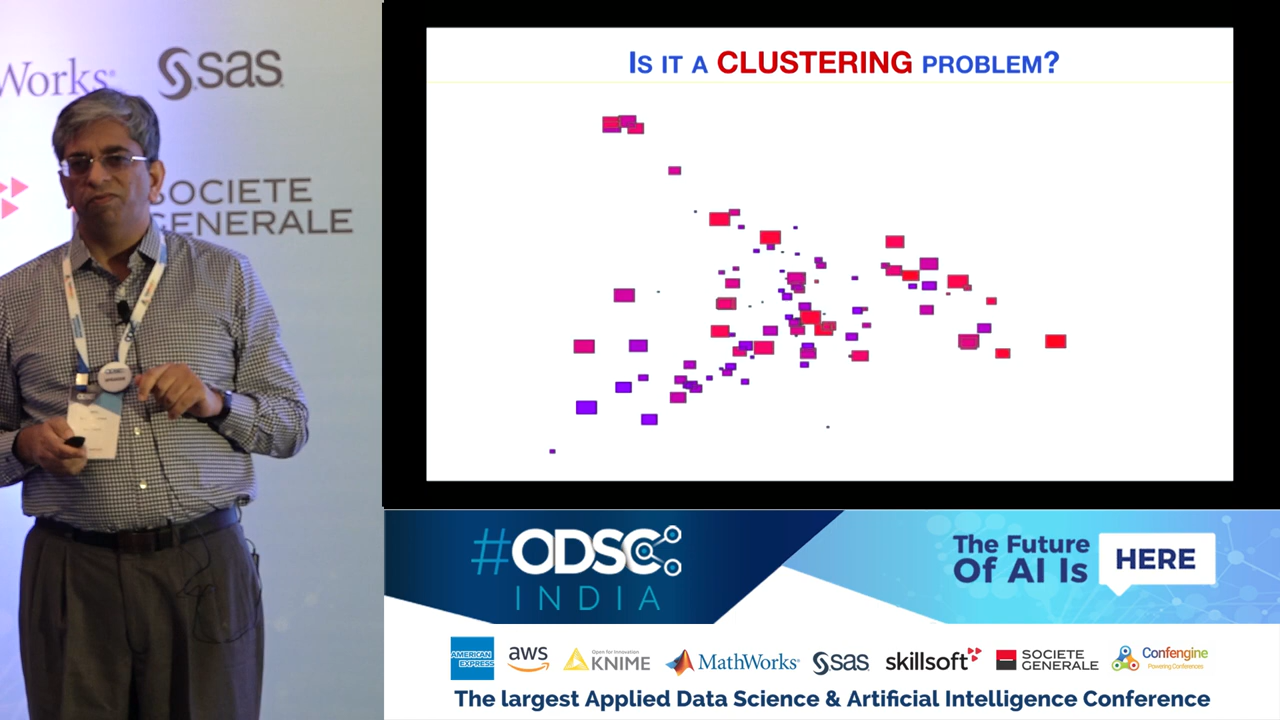 Works
sas
SOCIETE
GENERALE
ODSC
IS IT A CLUSTERING PROBLEM?
#ODSC
INDIA
The Future
Of AI Is
HERE
AMERICAN
EXPRESS
aws
Open for Innovation
KNIME
MathWorks®
sas
skillsoft
SOCIETE
GENERALE
Confengine
Powering Conferences
The largest Applied Data Science & Artificial Intelligence Conference